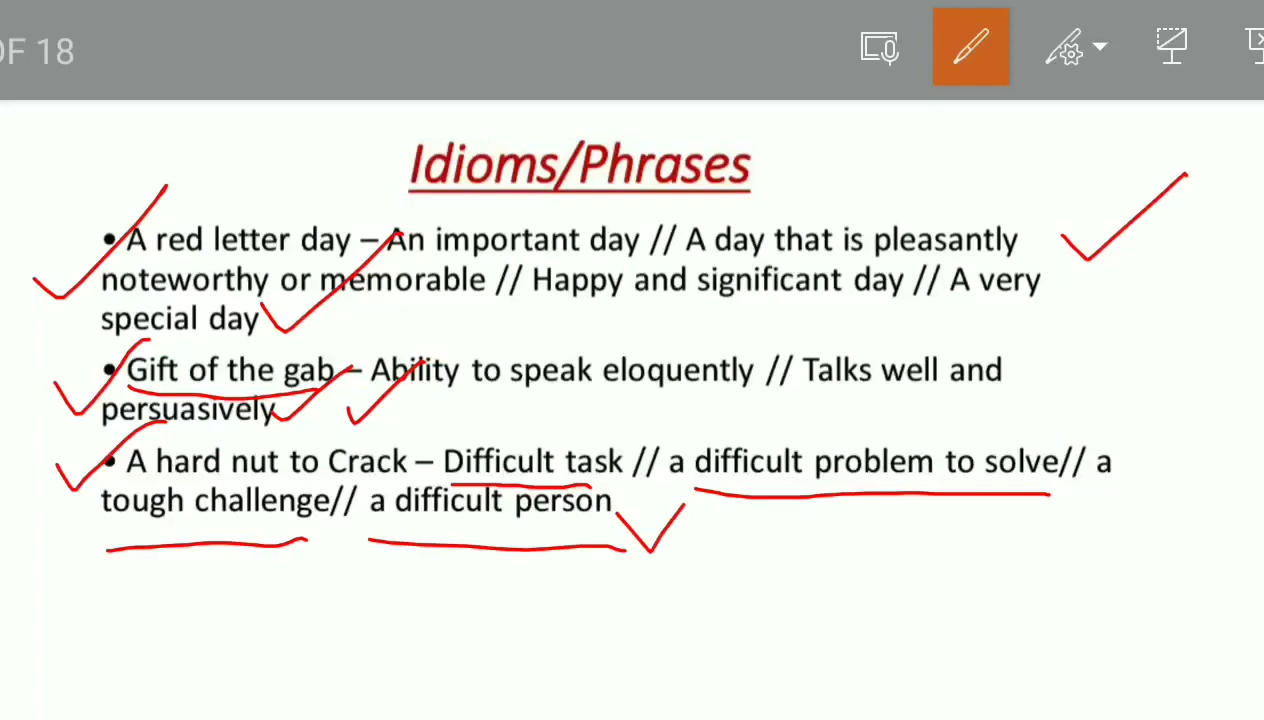 OF 18
Idioms/Phrases
• A red letter day – An important day // A day that is pleasantly
noteworthy or memorable // Happy and significant day // A very
special day
• Gift of the gab – Ability to speak eloquently // Talks well and
persuasively
• A hard nut to Crack – Difficult task // a difficult problem to solve// a
tough challenge// a difficult person